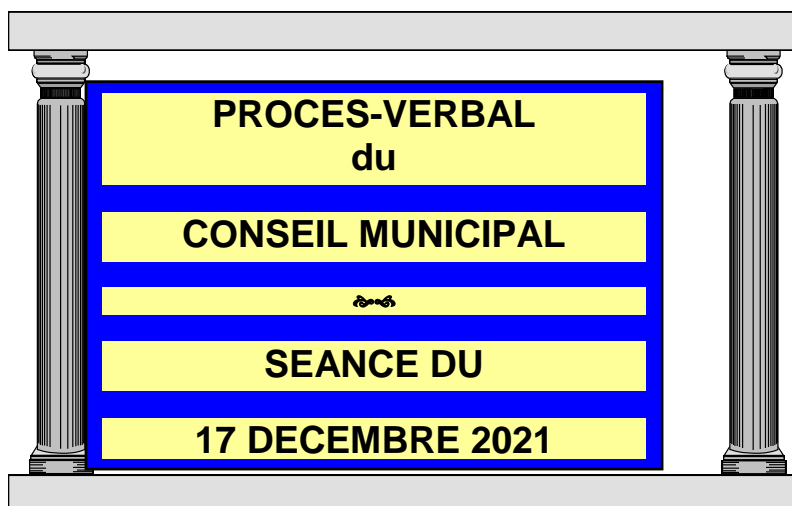 PROCES-VERBAL
du
CONSEIL MUNICIPAL
SEANCE DU
17 DECEMBRE 2021